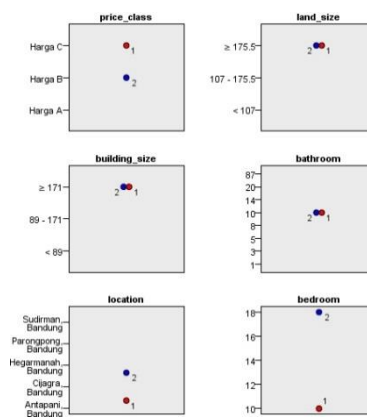 price_class
Harga C
Harga B
Harga A
1
2
land_size
≥ 175.5
107 - 175.5
< 107
2
1
building_size
≥ 171
89 - 171
< 89
2
1
bathroom
87
20
14
10
8
5
3
1
2
1
location
Sudirman,
Bandung
Parongpong,
Bandung
Hegarmanah,
Bandung
Cijagra,
Bandung
Antapani,
Bandung
2
1
bedroom
18
16
14
12
10
2
1